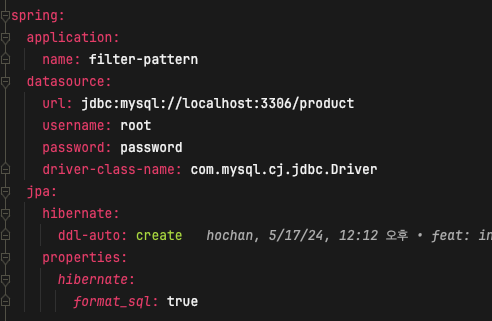 spring:
  application:
    name: filter-pattern
  datasource:
    url: jdbc:mysql://localhost:3306/product
    username: root
    password: password
    driver-class-name: com.mysql.cj.jdbc.Driver
  jpa:
    hibernate:
      ddl-auto: create   hochan, 5/17/24, 12:12 오후 • feat: in
    properties:
      hibernate:
        format_sql: true